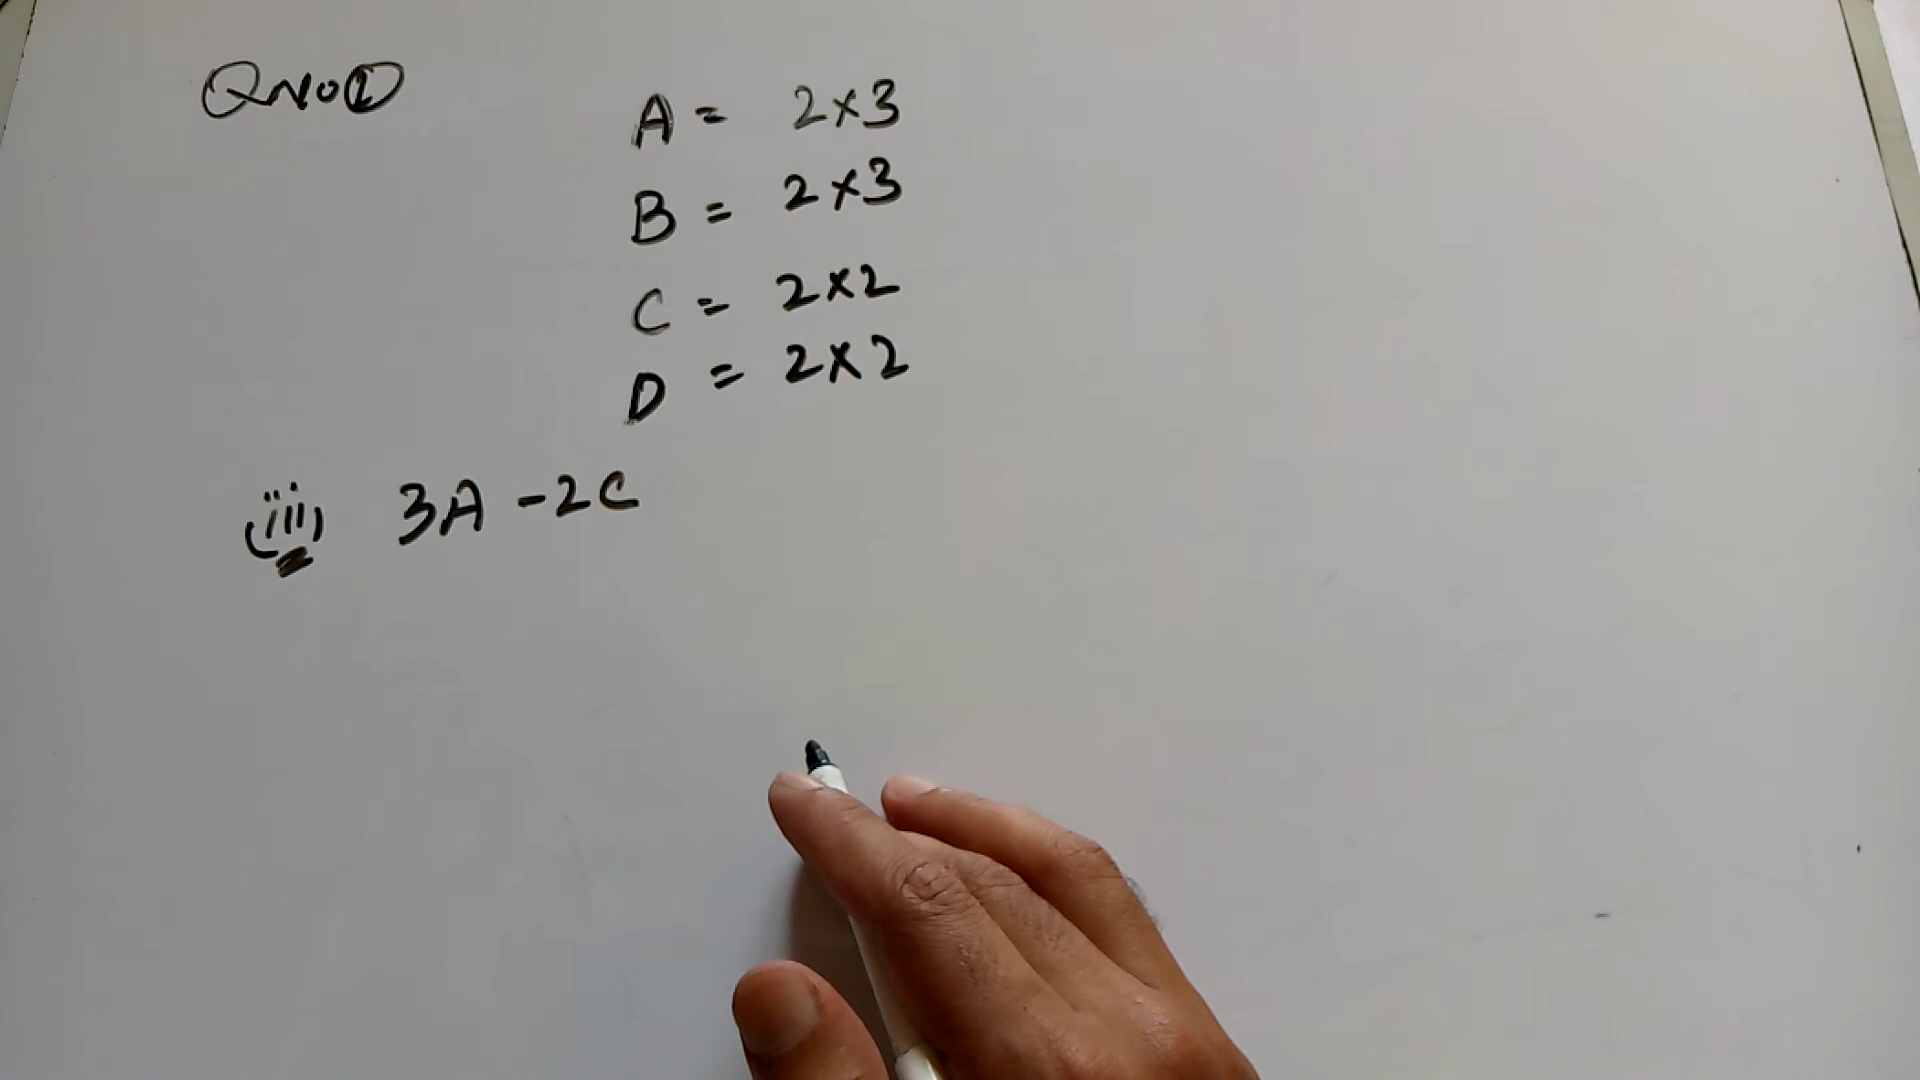 QNo①
A = 2×3
B = 2×3
C = 2×2
D = 2×2
(iii) 3A -2C